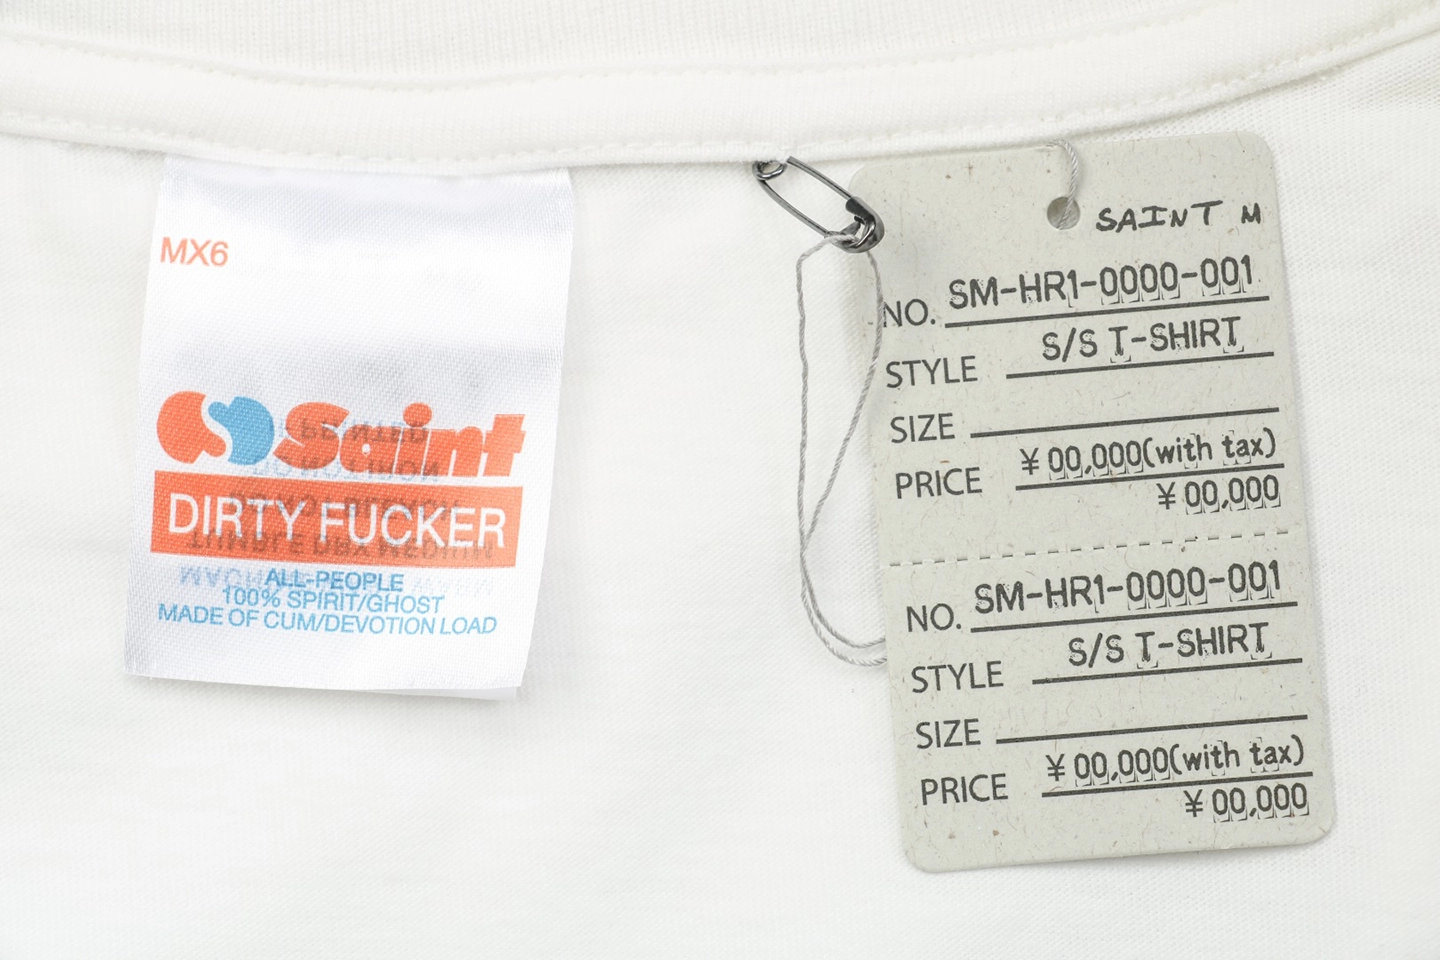 MX6
Saint
DIRTY FUCKER
ALL-PEOPLE
100% SPIRIT/GHOST
MADE OF CUM/DEVOTION LOAD
SAINT M
NO. SM-HR1-0000-001
STYLE S/S T-SHIRT
SIZE
PRICE ¥00,000(with tax)
¥00,000
NO. SM-HR1-0000-001
STYLE S/S T-SHIRT
SIZE
PRICE ¥00,000(with tax)
¥00,000